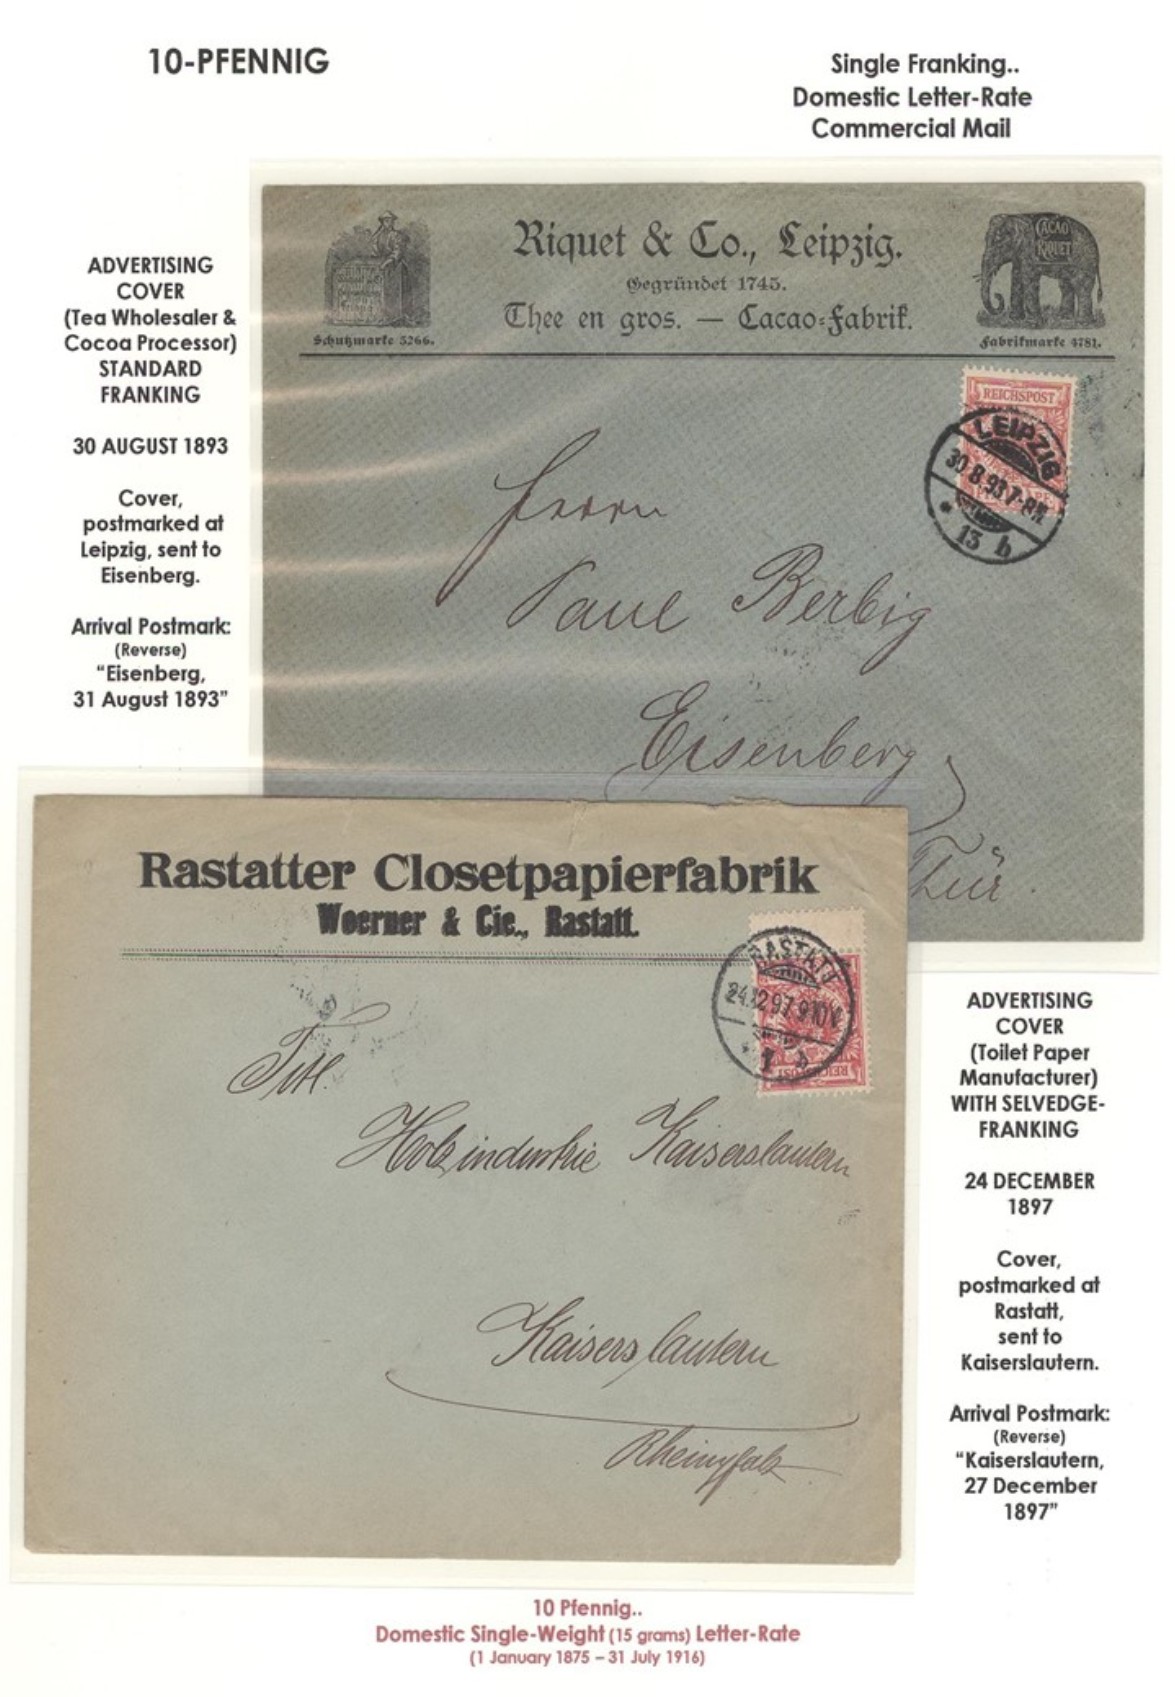 10-PFENNIG
Single Franking..
Domestic Letter-Rate
Commercial Mail
ADVERTISING
COVER
(Tea Wholesaler &
Cocoa Processor)
STANDARD
FRANKING
30 AUGUST 1893
Cover,
postmarked at
Leipzig, sent to
Eisenberg.
Arrival Postmark:
(Reverse)
“Eisenberg,
31 August 1893”
Riquet & Co., Leipzig.
Gegründet 1745.
Thee en gros. — Cacao-Fabrik.
Schutzmarke 5266.
CACAO
RIQUET
Fabrikmarke 4781.
REICHSPOST
LEIPZIG
30.8.93.7-8N.
* 13 b
Herrn
Paul Berbig
Eisenberg
Thür.
Rastatter Closetpapierfabrik
Woerner & Cie., Rastatt.
RASTATT
24.12.97.9-10V.
* 1 b
REICHSPOST
Titl.
Holzindustrie Kaiserslautern
Kaiserslautern
Rheinpfalz
ADVERTISING
COVER
(Toilet Paper
Manufacturer)
WITH SELVEDGE-
FRANKING
24 DECEMBER
1897
Cover,
postmarked at
Rastatt,
sent to
Kaiserslautern.
Arrival Postmark:
(Reverse)
“Kaiserslautern,
27 December
1897”
10 Pfennig..
Domestic Single-Weight (15 grams) Letter-Rate
(1 January 1875 – 31 July 1916)